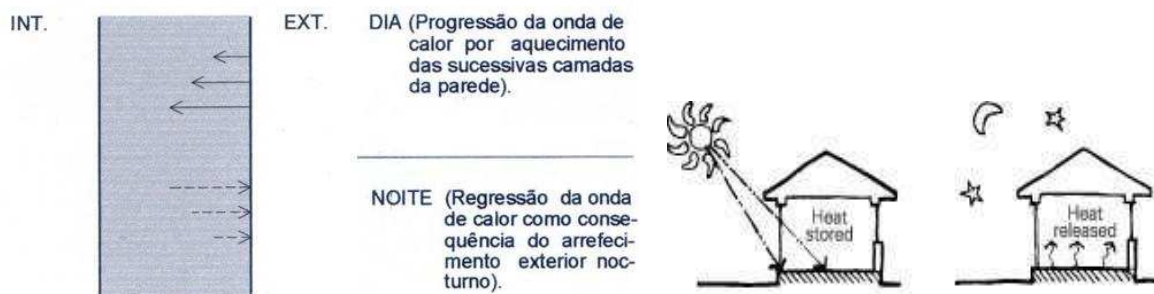 INT.
EXT.
DIA (Progressão da onda de
calor por aquecimento
das sucessivas camadas
da parede).
NOITE (Regressão da onda
de calor como conse-
quência do arrefeci-
mento exterior noc-
turno).
Heat
stored
Heat
released